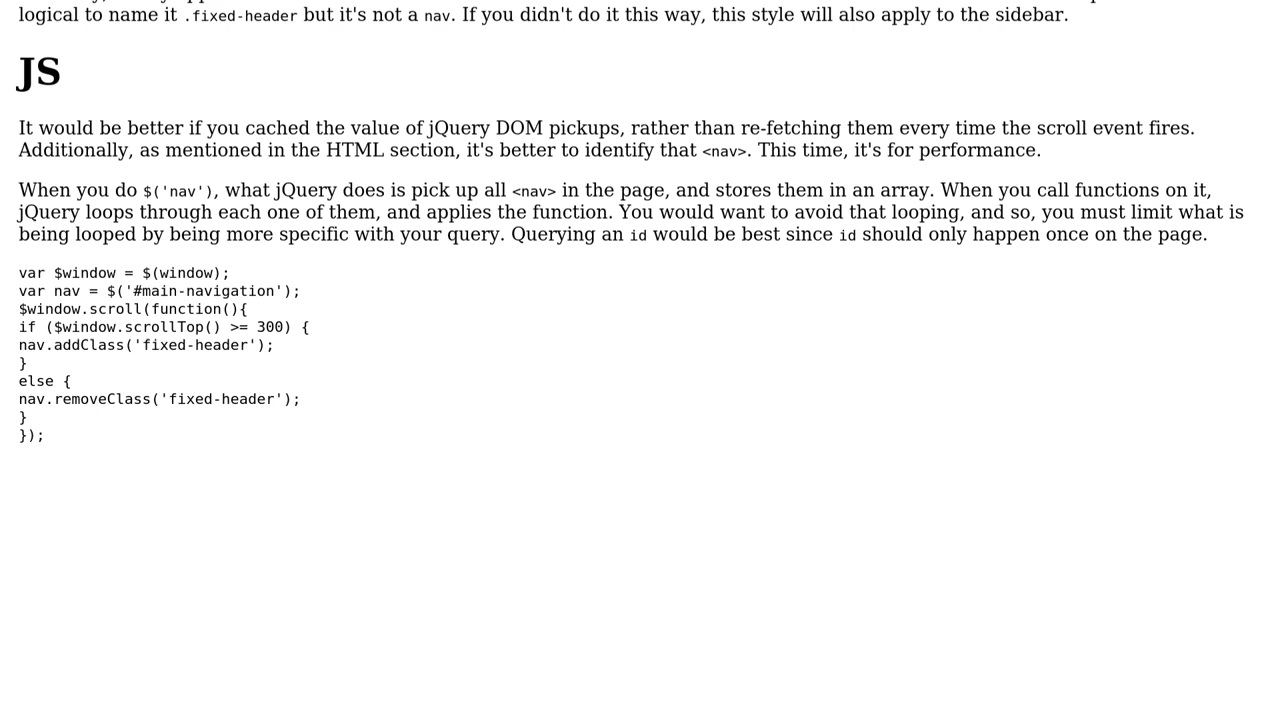 logical to name it .fixed-header but it's not a nav. If you didn't do it this way, this style will also apply to the sidebar.
JS
It would be better if you cached the value of jQuery DOM pickups, rather than re-fetching them every time the scroll event fires.
Additionally, as mentioned in the HTML section, it's better to identify that <nav>. This time, it's for performance.
When you do $('nav'), what jQuery does is pick up all <nav> in the page, and stores them in an array. When you call functions on it,
jQuery loops through each one of them, and applies the function. You would want to avoid that looping, and so, you must limit what is
being looped by being more specific with your query. Querying an id would be best since id should only happen once on the page.
var $window = $(window);
var nav = $('#main-navigation');
$window.scroll(function(){
if ($window.scrollTop() >= 300) {
nav.addClass('fixed-header');
}
else {
nav.removeClass('fixed-header');
}
});